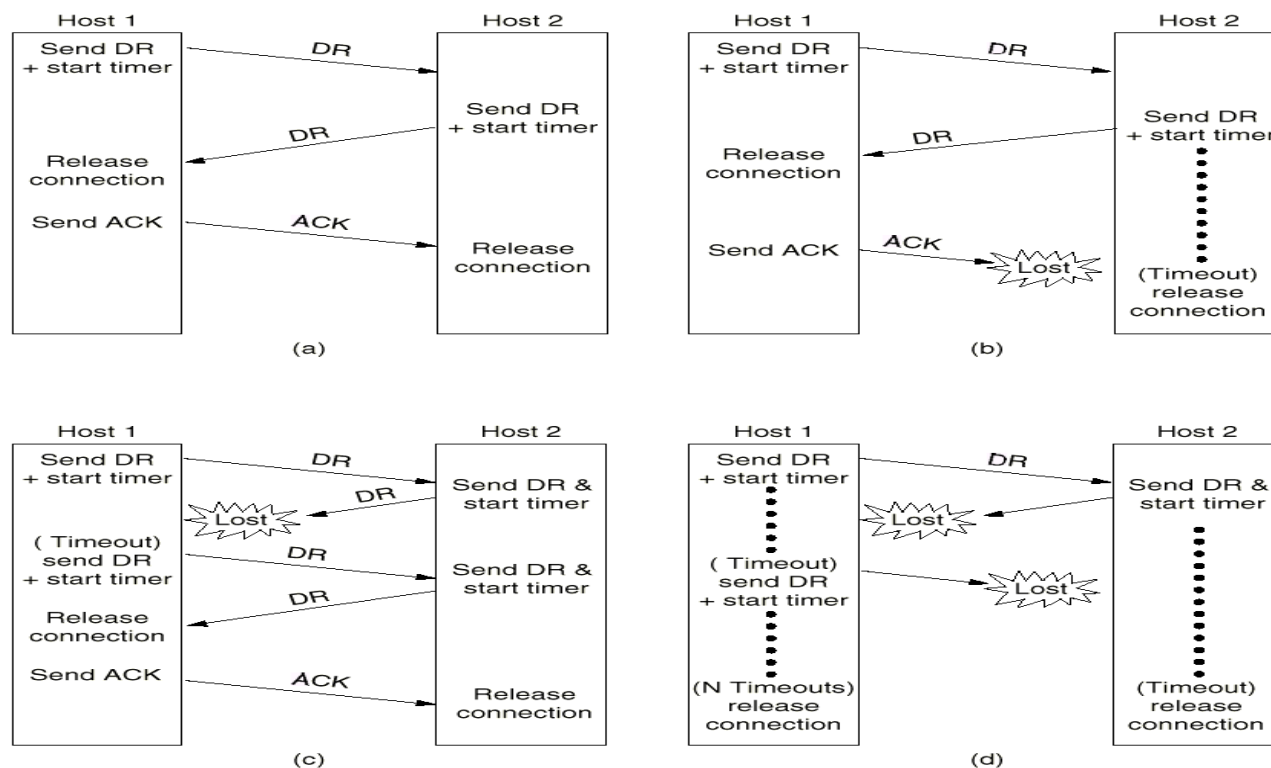 Host 1
Host 2
Send DR
+ start timer
DR
Send DR
+ start timer
DR
Release
connection
Send ACK
ACK
Release
connection
(a)
Host 1
Host 2
Send DR
+ start timer
DR
Send DR
+ start timer
DR
Release
connection
Send ACK
ACK
Lost
(Timeout)
release
connection
(b)
Host 1
Host 2
Send DR
+ start timer
DR
Send DR &
start timer
DR
Lost
( Timeout)
send DR
+ start timer
DR
Send DR &
start timer
DR
Release
connection
Send ACK
ACK
Release
connection
(c)
Host 1
Host 2
Send DR
+ start timer
DR
Send DR &
start timer
Lost
( Timeout)
send DR
+ start timer
Lost
(N Timeouts)
release
connection
(Timeout)
release
connection
(d)